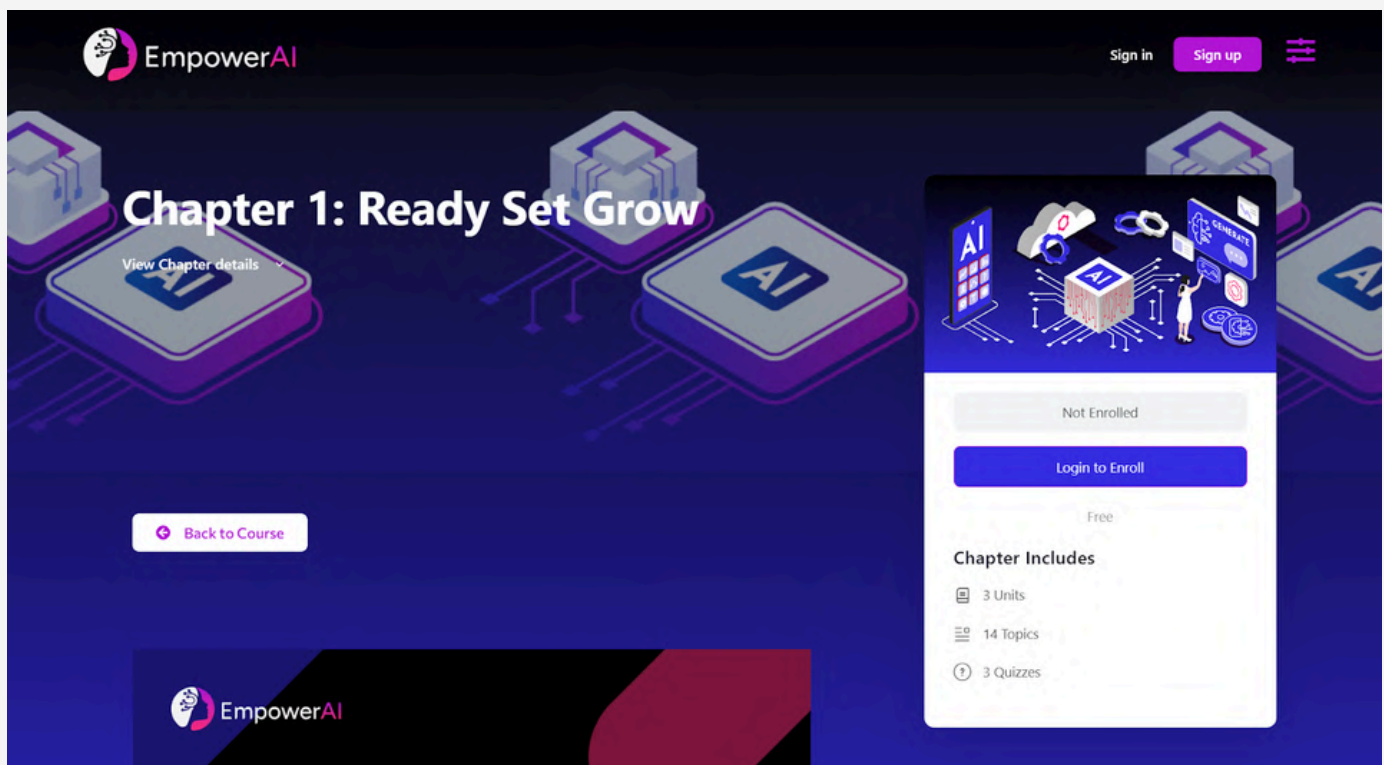 EmpowerAI
Sign in
Sign up
Chapter 1: Ready Set Grow
View Chapter details
AI
AI
AI
AI
GENERATE
AI
Not Enrolled
Login to Enroll
Free
Back to Course
Chapter Includes
3 Units
14 Topics
3 Quizzes
EmpowerAI